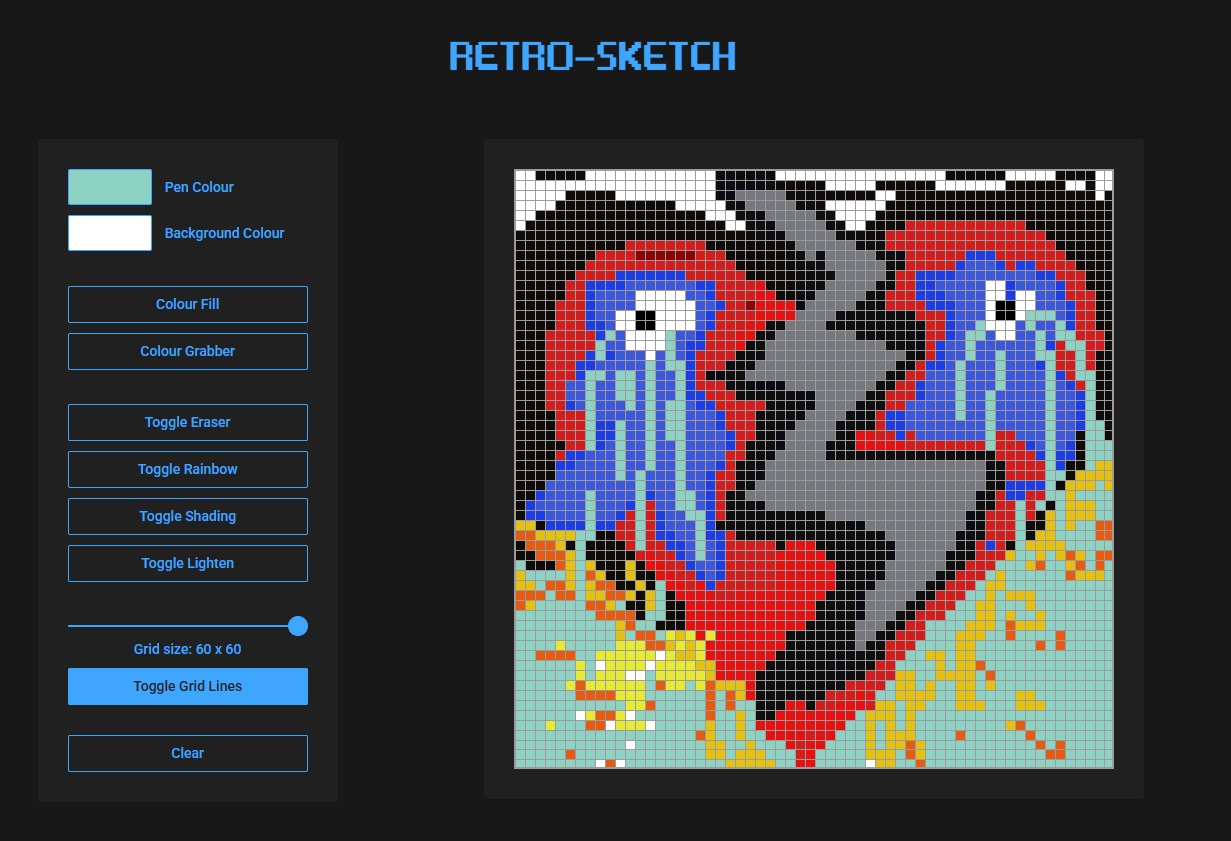 RETRO-SKETCH
Pen Colour
Background Colour
Colour Fill
Colour Grabber
Toggle Eraser
Toggle Rainbow
Toggle Shading
Toggle Lighten
Grid size: 60 x 60
Toggle Grid Lines
Clear